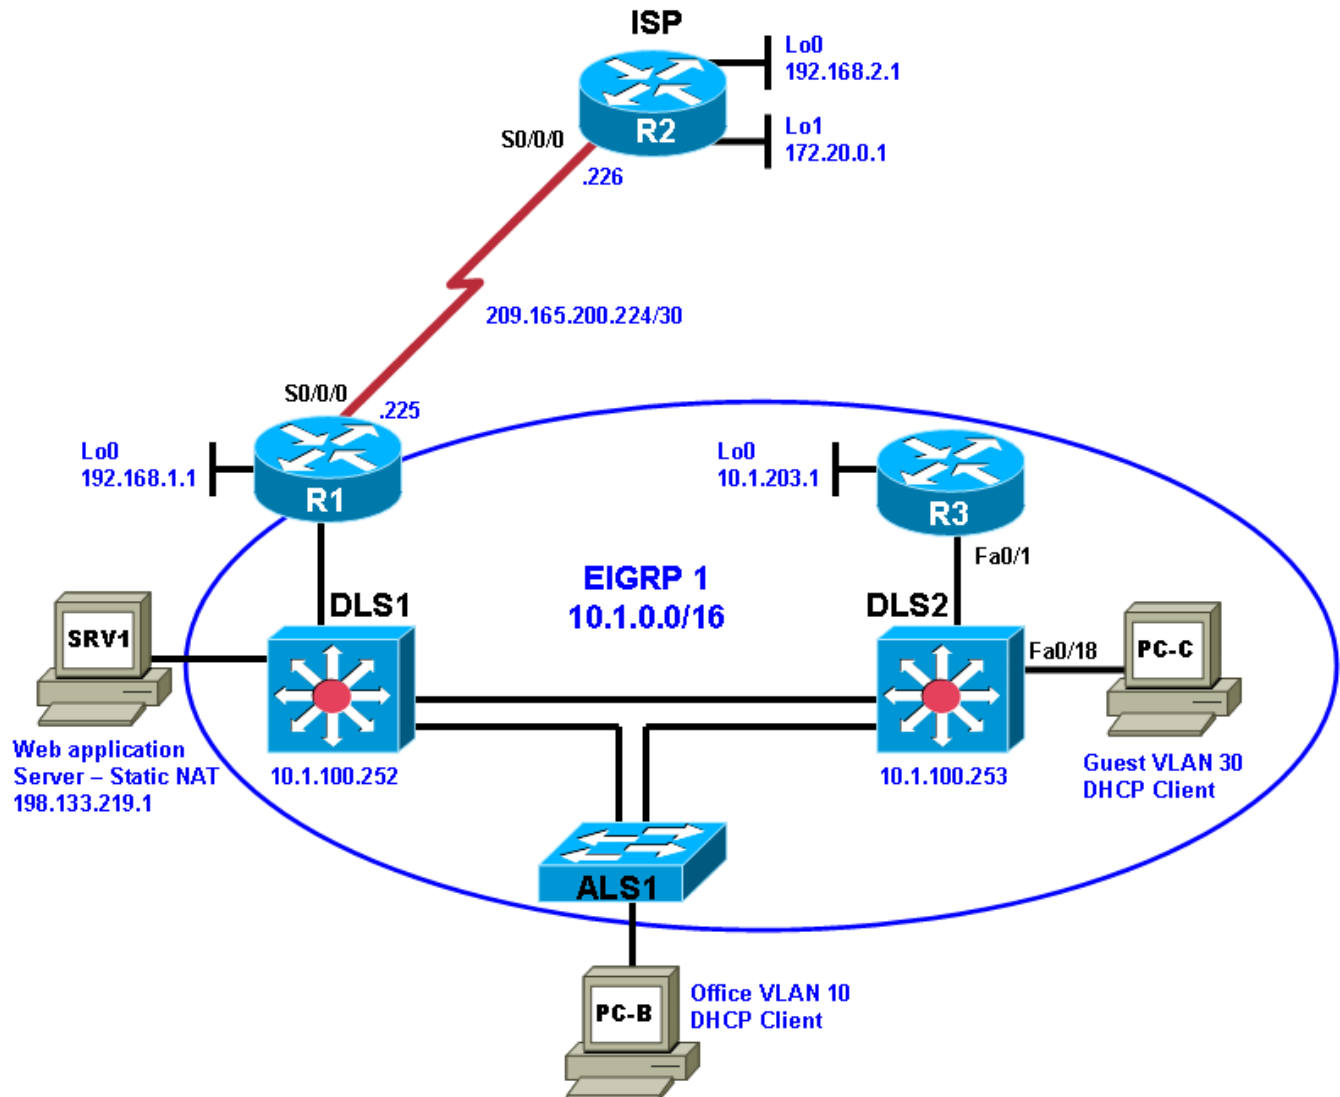 ISP
Lo0
192.168.2.1
R2
Lo1
172.20.0.1
S0/0/0
.226
209.165.200.224/30
S0/0/0
.225
Lo0
192.168.1.1
R1
Lo0
10.1.203.1
R3
Fa0/1
EIGRP 1
10.1.0.0/16
DLS1
DLS2
SRV1
Fa0/18
PC-C
Web application
Server – Static NAT
198.133.219.1
10.1.100.252
10.1.100.253
Guest VLAN 30
DHCP Client
ALS1
PC-B
Office VLAN 10
DHCP Client